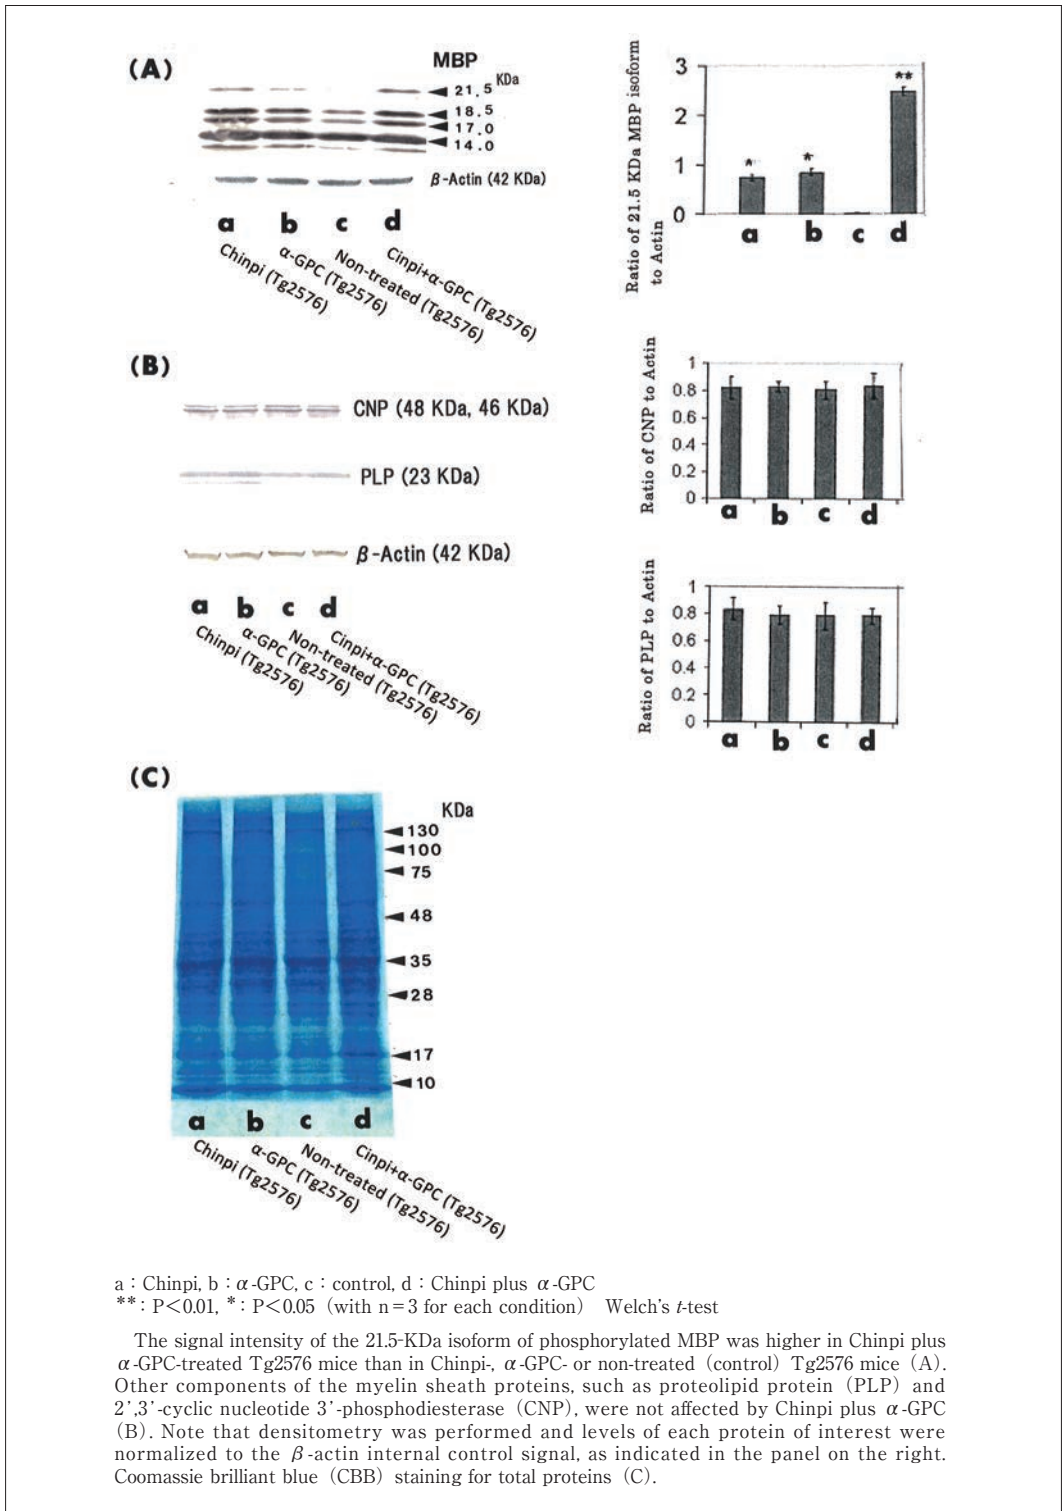 (A)
MBP
KDa
21.5
18.5
17.0
14.0
β-Actin (42 KDa)
a b c d
Chinpi (Tg2576)
α-GPC (Tg2576)
Non-treated (Tg2576)
Cinpi+α-GPC (Tg2576)
Ratio of 21.5 KDa MBP isoform
to Actin
3
2
1
0
*
*
**
a b c d
(B)
CNP (48 KDa, 46 KDa)
PLP (23 KDa)
β-Actin (42 KDa)
a b c d
Chinpi (Tg2576)
α-GPC (Tg2576)
Non-treated (Tg2576)
Cinpi+α-GPC (Tg2576)
Ratio of CNP to Actin
1
0.8
0.6
0.4
0.2
0
a b c d
Ratio of PLP to Actin
1
0.8
0.6
0.4
0.2
0
a b c d
(C)
KDa
130
100
75
48
35
28
17
10
a b c d
Chinpi (Tg2576)
α-GPC (Tg2576)
Non-treated (Tg2576)
Cinpi+α-GPC (Tg2576)
a : Chinpi, b : α-GPC, c : control, d : Chinpi plus α-GPC
** : P<0.01, * : P<0.05 (with n=3 for each condition) Welch's t-test
The signal intensity of the 21.5-KDa isoform of phosphorylated MBP was higher in Chinpi plus
α-GPC-treated Tg2576 mice than in Chinpi-, α-GPC- or non-treated (control) Tg2576 mice (A).
Other components of the myelin sheath proteins, such as proteolipid protein (PLP) and
2',3'-cyclic nucleotide 3'-phosphodiesterase (CNP), were not affected by Chinpi plus α-GPC
(B). Note that densitometry was performed and levels of each protein of interest were
normalized to the β-actin internal control signal, as indicated in the panel on the right.
Coomassie brilliant blue (CBB) staining for total proteins (C).